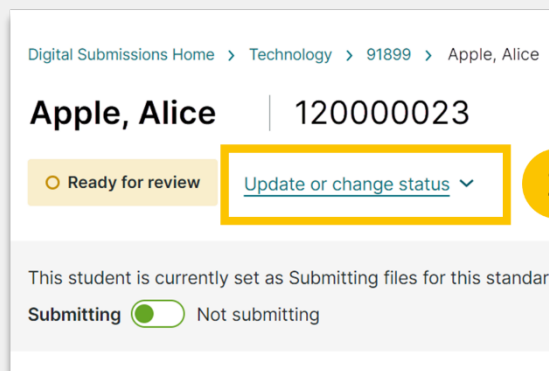 Digital Submissions Home > Technology > 91899 > Apple, Alice
Apple, Alice | 120000023
Ready for review Update or change status
This student is currently set as Submitting files for this standar
Submitting Not submitting